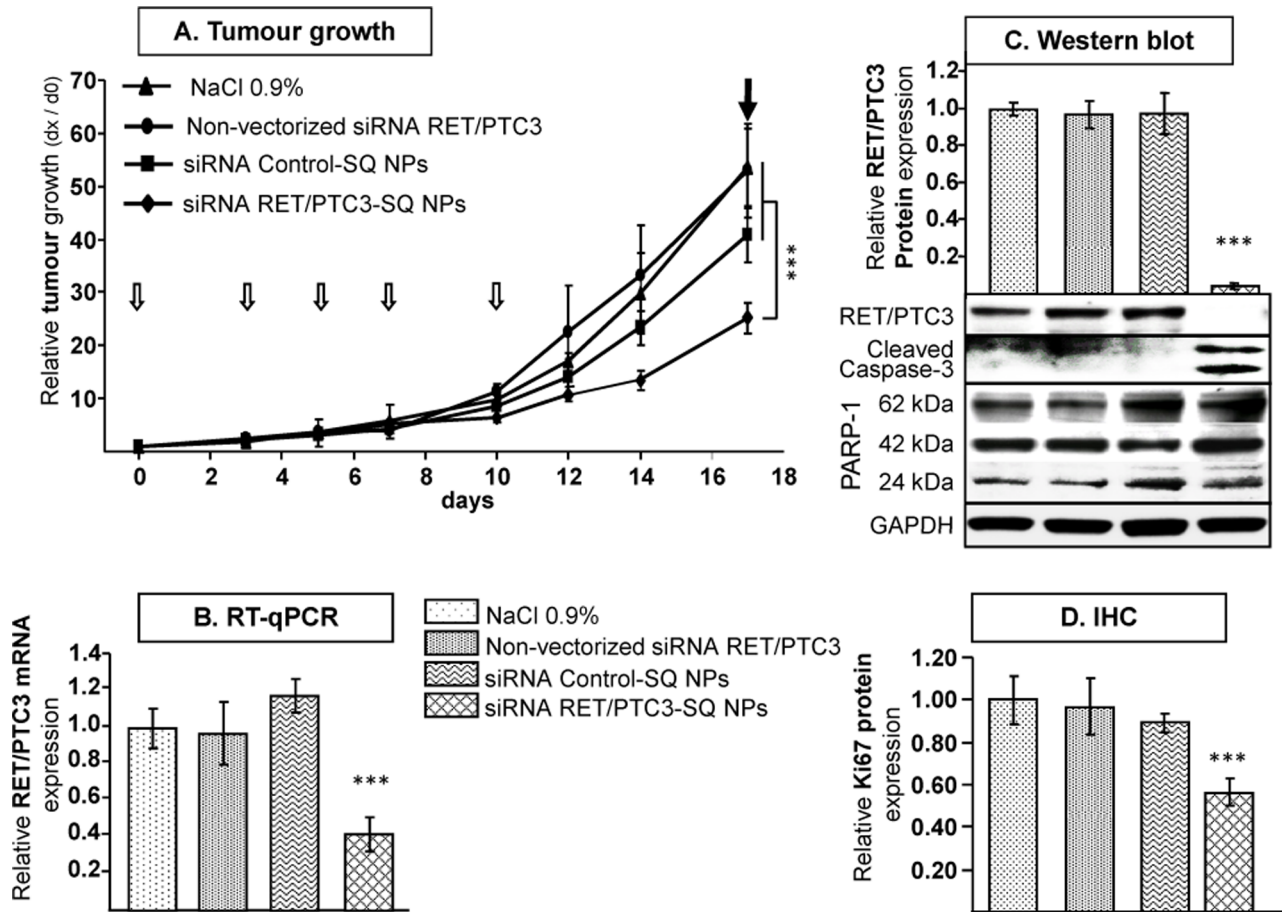 A. Tumour growth
Relative tumour growth (dx / d0)
70
60
50
40
30
20
10
NaCl 0.9%
Non-vectorized siRNA RET/PTC3
siRNA Control-SQ NPs
siRNA RET/PTC3-SQ NPs
***
0
2
4
6
8
10
12
14
16
18
days
C. Western blot
Relative RET/PTC3
Protein expression
1.2
1.0
0.8
0.6
0.4
0.2
***
RET/PTC3
Cleaved
Caspase-3
PARP-1
62 kDa
42 kDa
24 kDa
GAPDH
B. RT-qPCR
Relative RET/PTC3 mRNA
expression
1.4
1.2
1.0
0.8
0.6
0.4
0.2
***
NaCl 0.9%
Non-vectorized siRNA RET/PTC3
siRNA Control-SQ NPs
siRNA RET/PTC3-SQ NPs
D. IHC
Relative Ki67 protein
expression
1.20
1.00
0.80
0.60
0.40
0.20
***